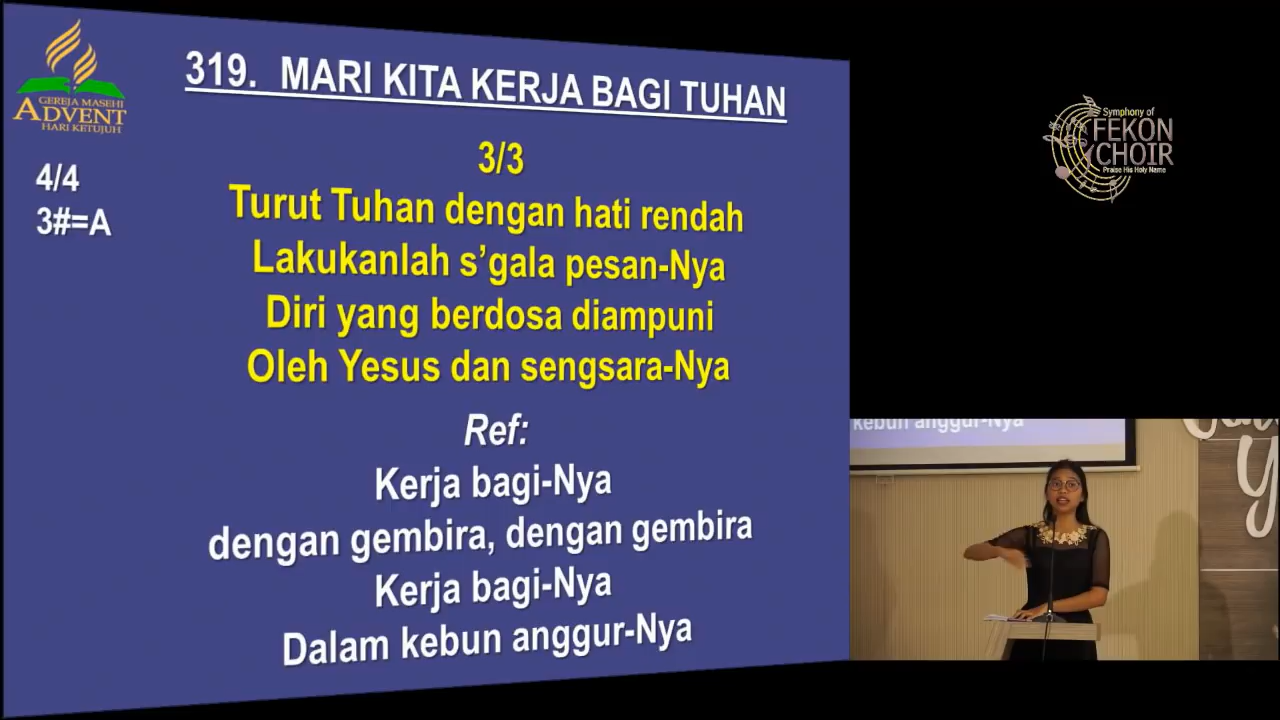 GEREJA MASEHI
ADVENT
HARI KETUJUH
319. MARI KITA KERJA BAGI TUHAN
4/4
3#=A
3/3
Turut Tuhan dengan hati rendah
Lakukanlah s'gala pesan-Nya
Diri yang berdosa diampuni
Oleh Yesus dan sengsara-Nya
Ref:
Kerja bagi-Nya
dengan gembira, dengan gembira
Kerja bagi-Nya
Dalam kebun anggur-Nya
Symphony of
FEKON
CHOIR
Praise His Holy Name
kebun anggur-Nya